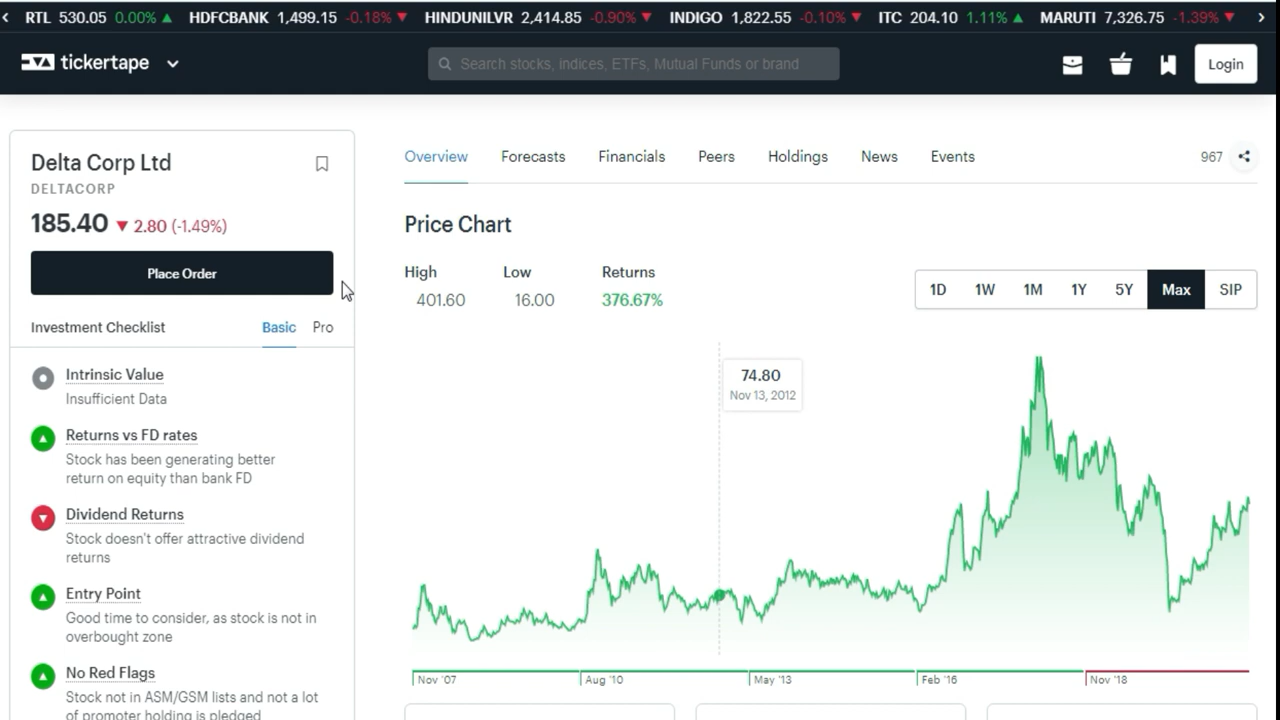 RTL 530.05 0.00% ▲ HDFCBANK 1,499.15 -0.18% ▼ HINDUNILVR 2,414.85 -0.90% ▼ INDIGO 1,822.55 -0.10% ▼ ITC 204.10 1.11% ▲ MARUTI 7,326.75 -1.39% ▼
tickertape
Search stocks, indices, ETFs, Mutual Funds or brand
Login
Delta Corp Ltd
DELTACORP
185.40 ▼ 2.80 (-1.49%)
Place Order
Investment Checklist Basic Pro
Intrinsic Value
Insufficient Data
Returns vs FD rates
Stock has been generating better
return on equity than bank FD
Dividend Returns
Stock doesn't offer attractive dividend
returns
Entry Point
Good time to consider, as stock is not in
overbought zone
No Red Flags
Stock not in ASM/GSM lists and not a lot
of promoter holding is pledged
Overview Forecasts Financials Peers Holdings News Events 967
Price Chart
High Low Returns
401.60 16.00 376.67%
1D 1W 1M 1Y 5Y Max SIP
74.80
Nov 13, 2012
Nov '07 Aug '10 May '13 Feb '16 Nov '18